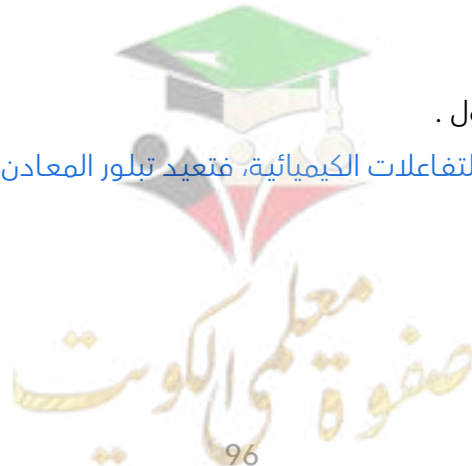 ل .
لتفاعلات الكيميائية، فتعيد تبلور المعادن
صفوة معلمي الكويت
96